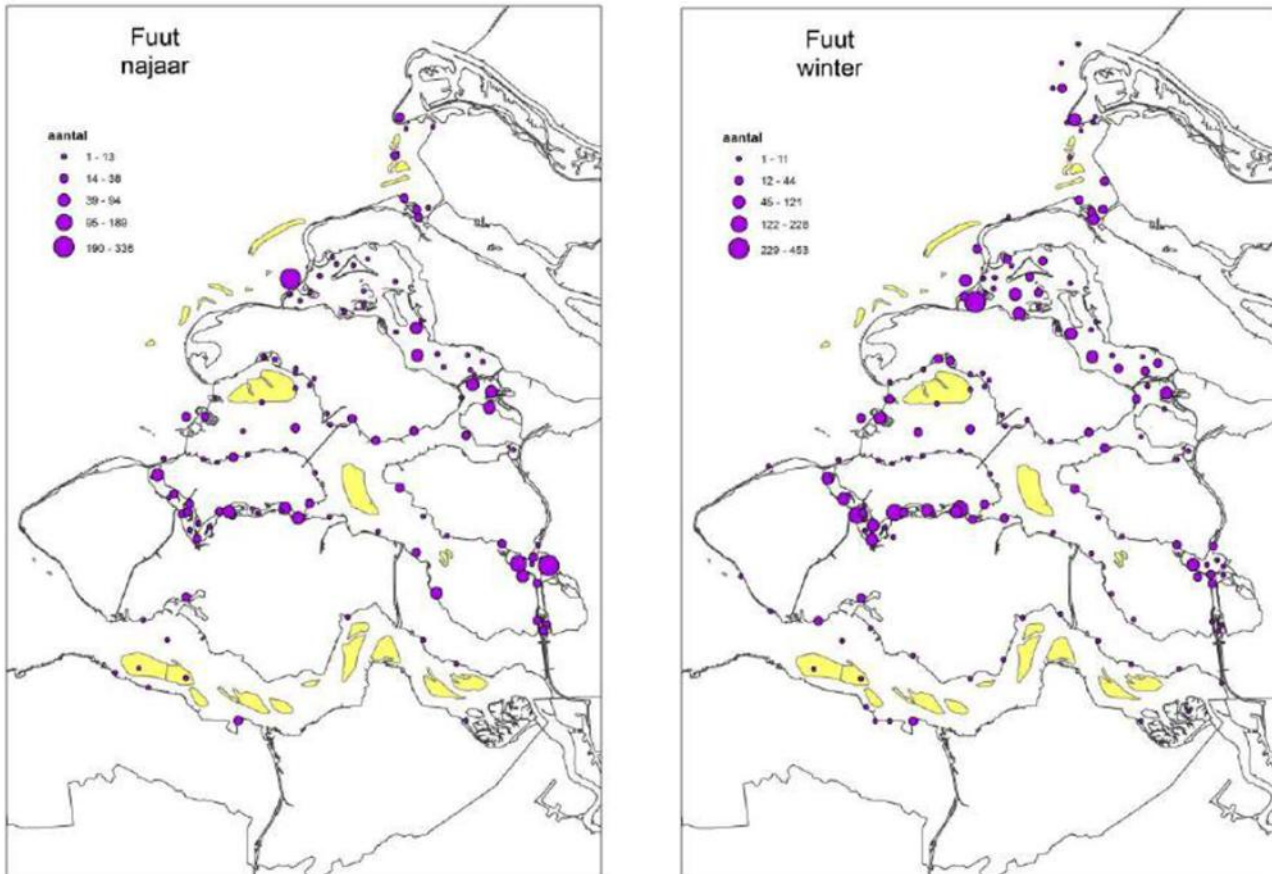 Fuut
najaar
aantal
1 - 13
14 - 38
39 - 94
95 - 189
190 - 336
Fuut
winter
aantal
1 - 11
12 - 44
45 - 121
122 - 228
229 - 453